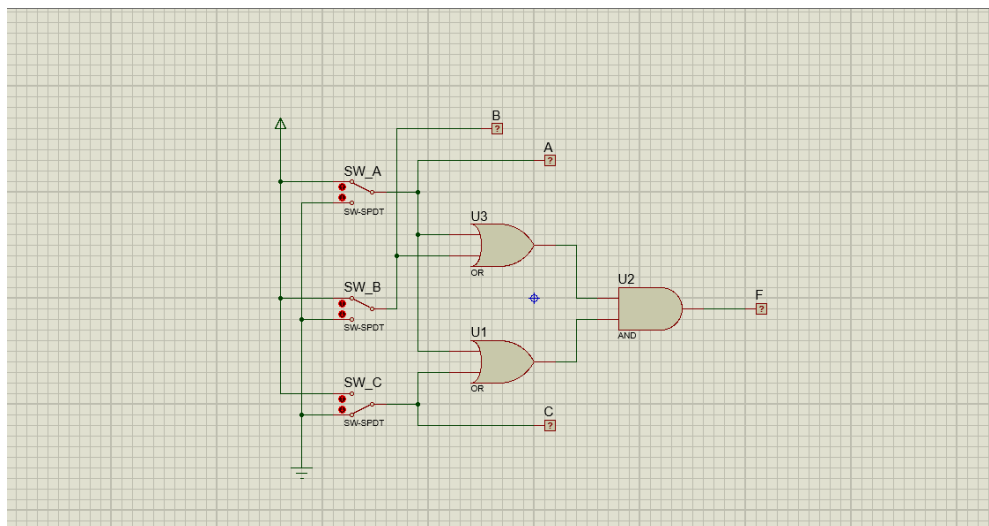 B
?
A
?
SW_A
SW-SPDT
U3
OR
SW_B
SW-SPDT
U2
AND
F
?
U1
OR
SW_C
SW-SPDT
C
?